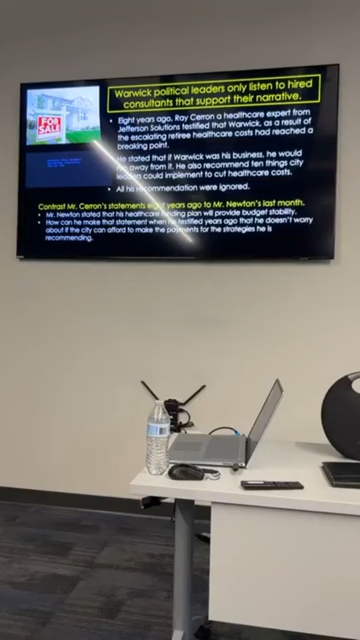 Warwick political leaders only listen to hired
consultants that support their narrative.
FOR
SALE
• Eight years ago, Ray Cerron a healthcare expert from
Jefferson Solutions testified that Warwick, as a result of
the escalating retiree healthcare costs had reached a
breaking point.
He stated that if Warwick was his business, he would
away from it. He also recommend ten things city
leaders could implement to cut healthcare costs.
• All his recommendation were ignored.
Contrast Mr. Cerron's statements eight years ago to Mr. Newton's last month.
• Mr. Newton stated that his healthcare funding plan will provide budget stability.
• How can he make that statement when he testified years ago that he doesn't worry
about if the city can afford to make the payments for the strategies he is
recommending.